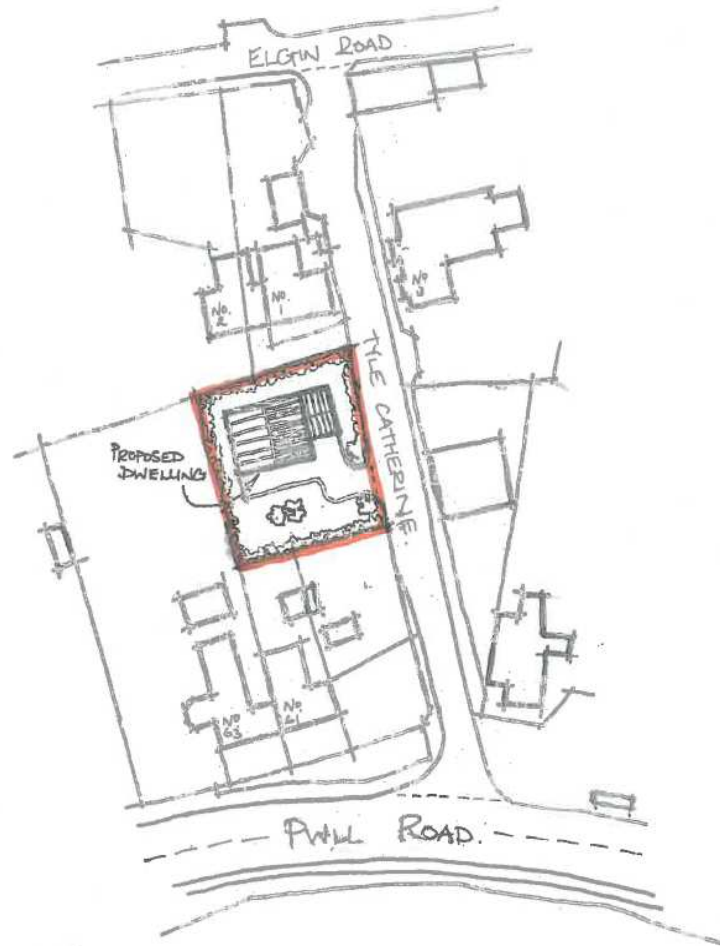 ELGIN ROAD
No.
2
No.
1
No
3
TYLE CATHERINE.
PROPOSED
DWELLING
No
63
No.
61
PWLL ROAD.